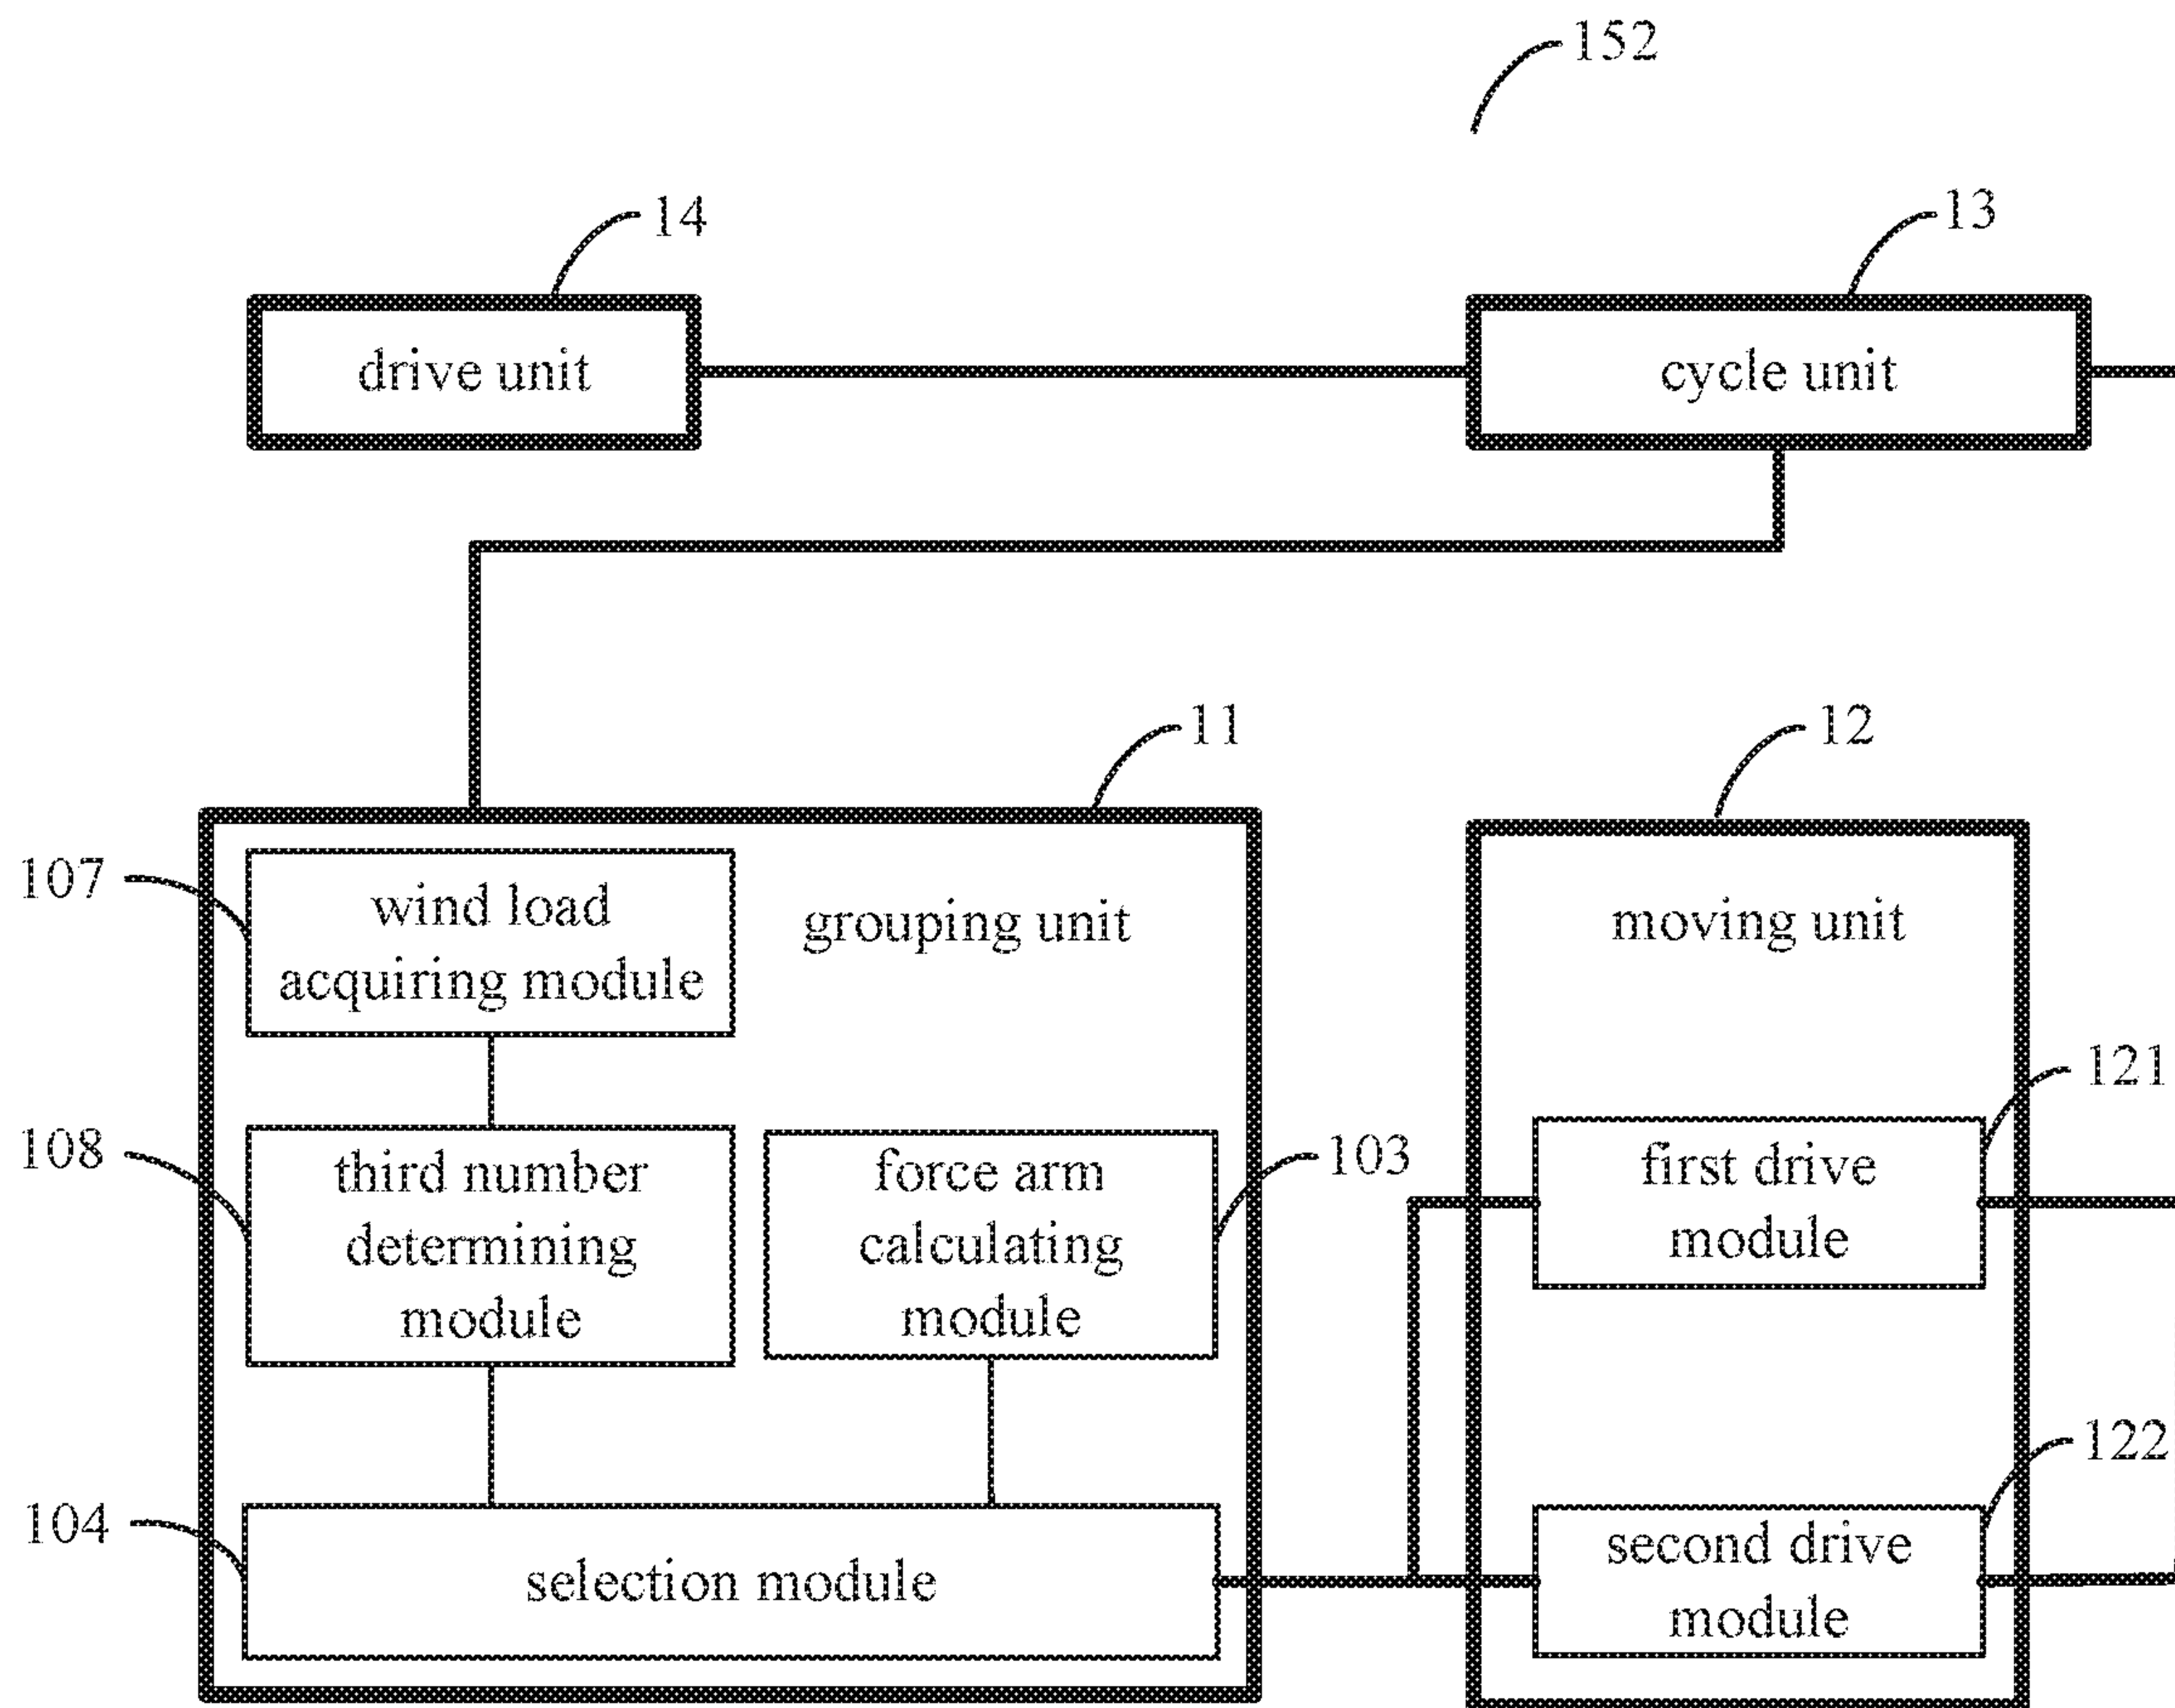 152
14
13
drive unit
cycle unit
11
12
107
wind load
acquiring module
grouping unit
moving unit
121
108
third number
determining
module
force arm
calculating
module
103
first drive
module
122
104
selection module
second drive
module